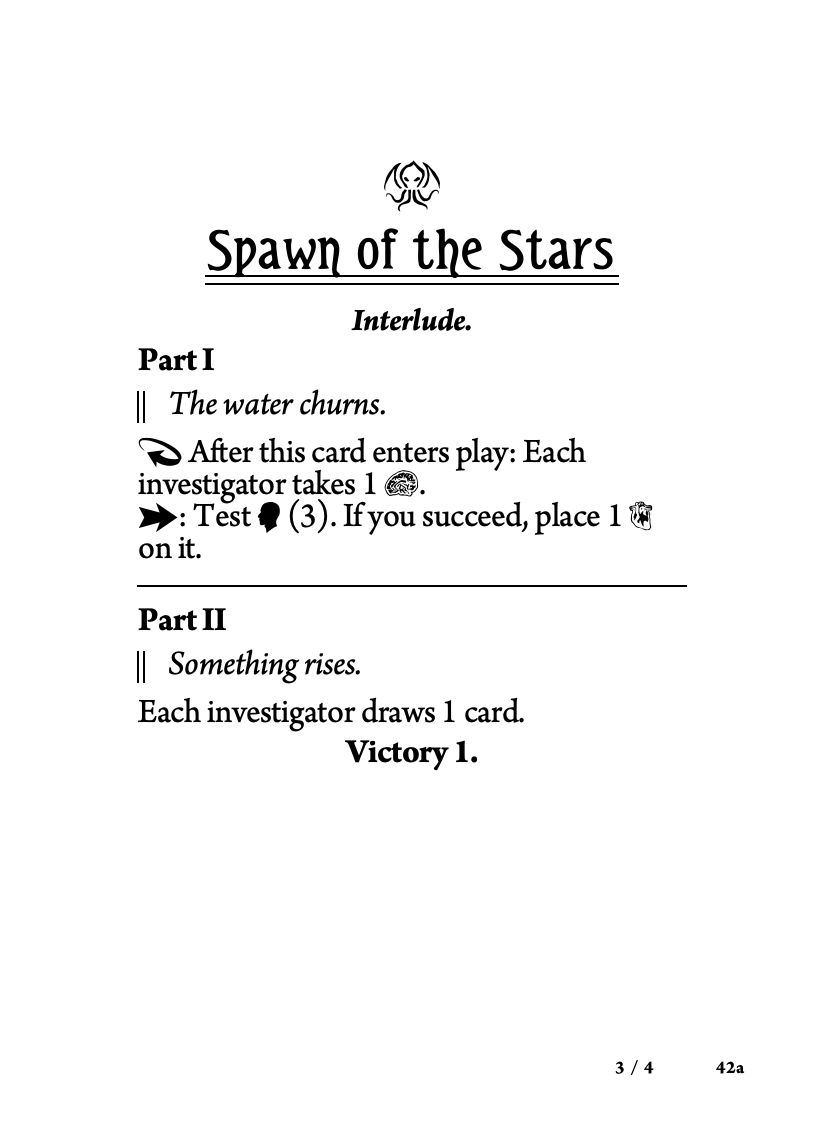 Spawn of the Stars
Interlude.
Part I
The water churns.
After this card enters play: Each
investigator takes 1 .
: Test (3). If you succeed, place 1
on it.
Part II
Something rises.
Each investigator draws 1 card.
Victory 1.
3 / 4 42a